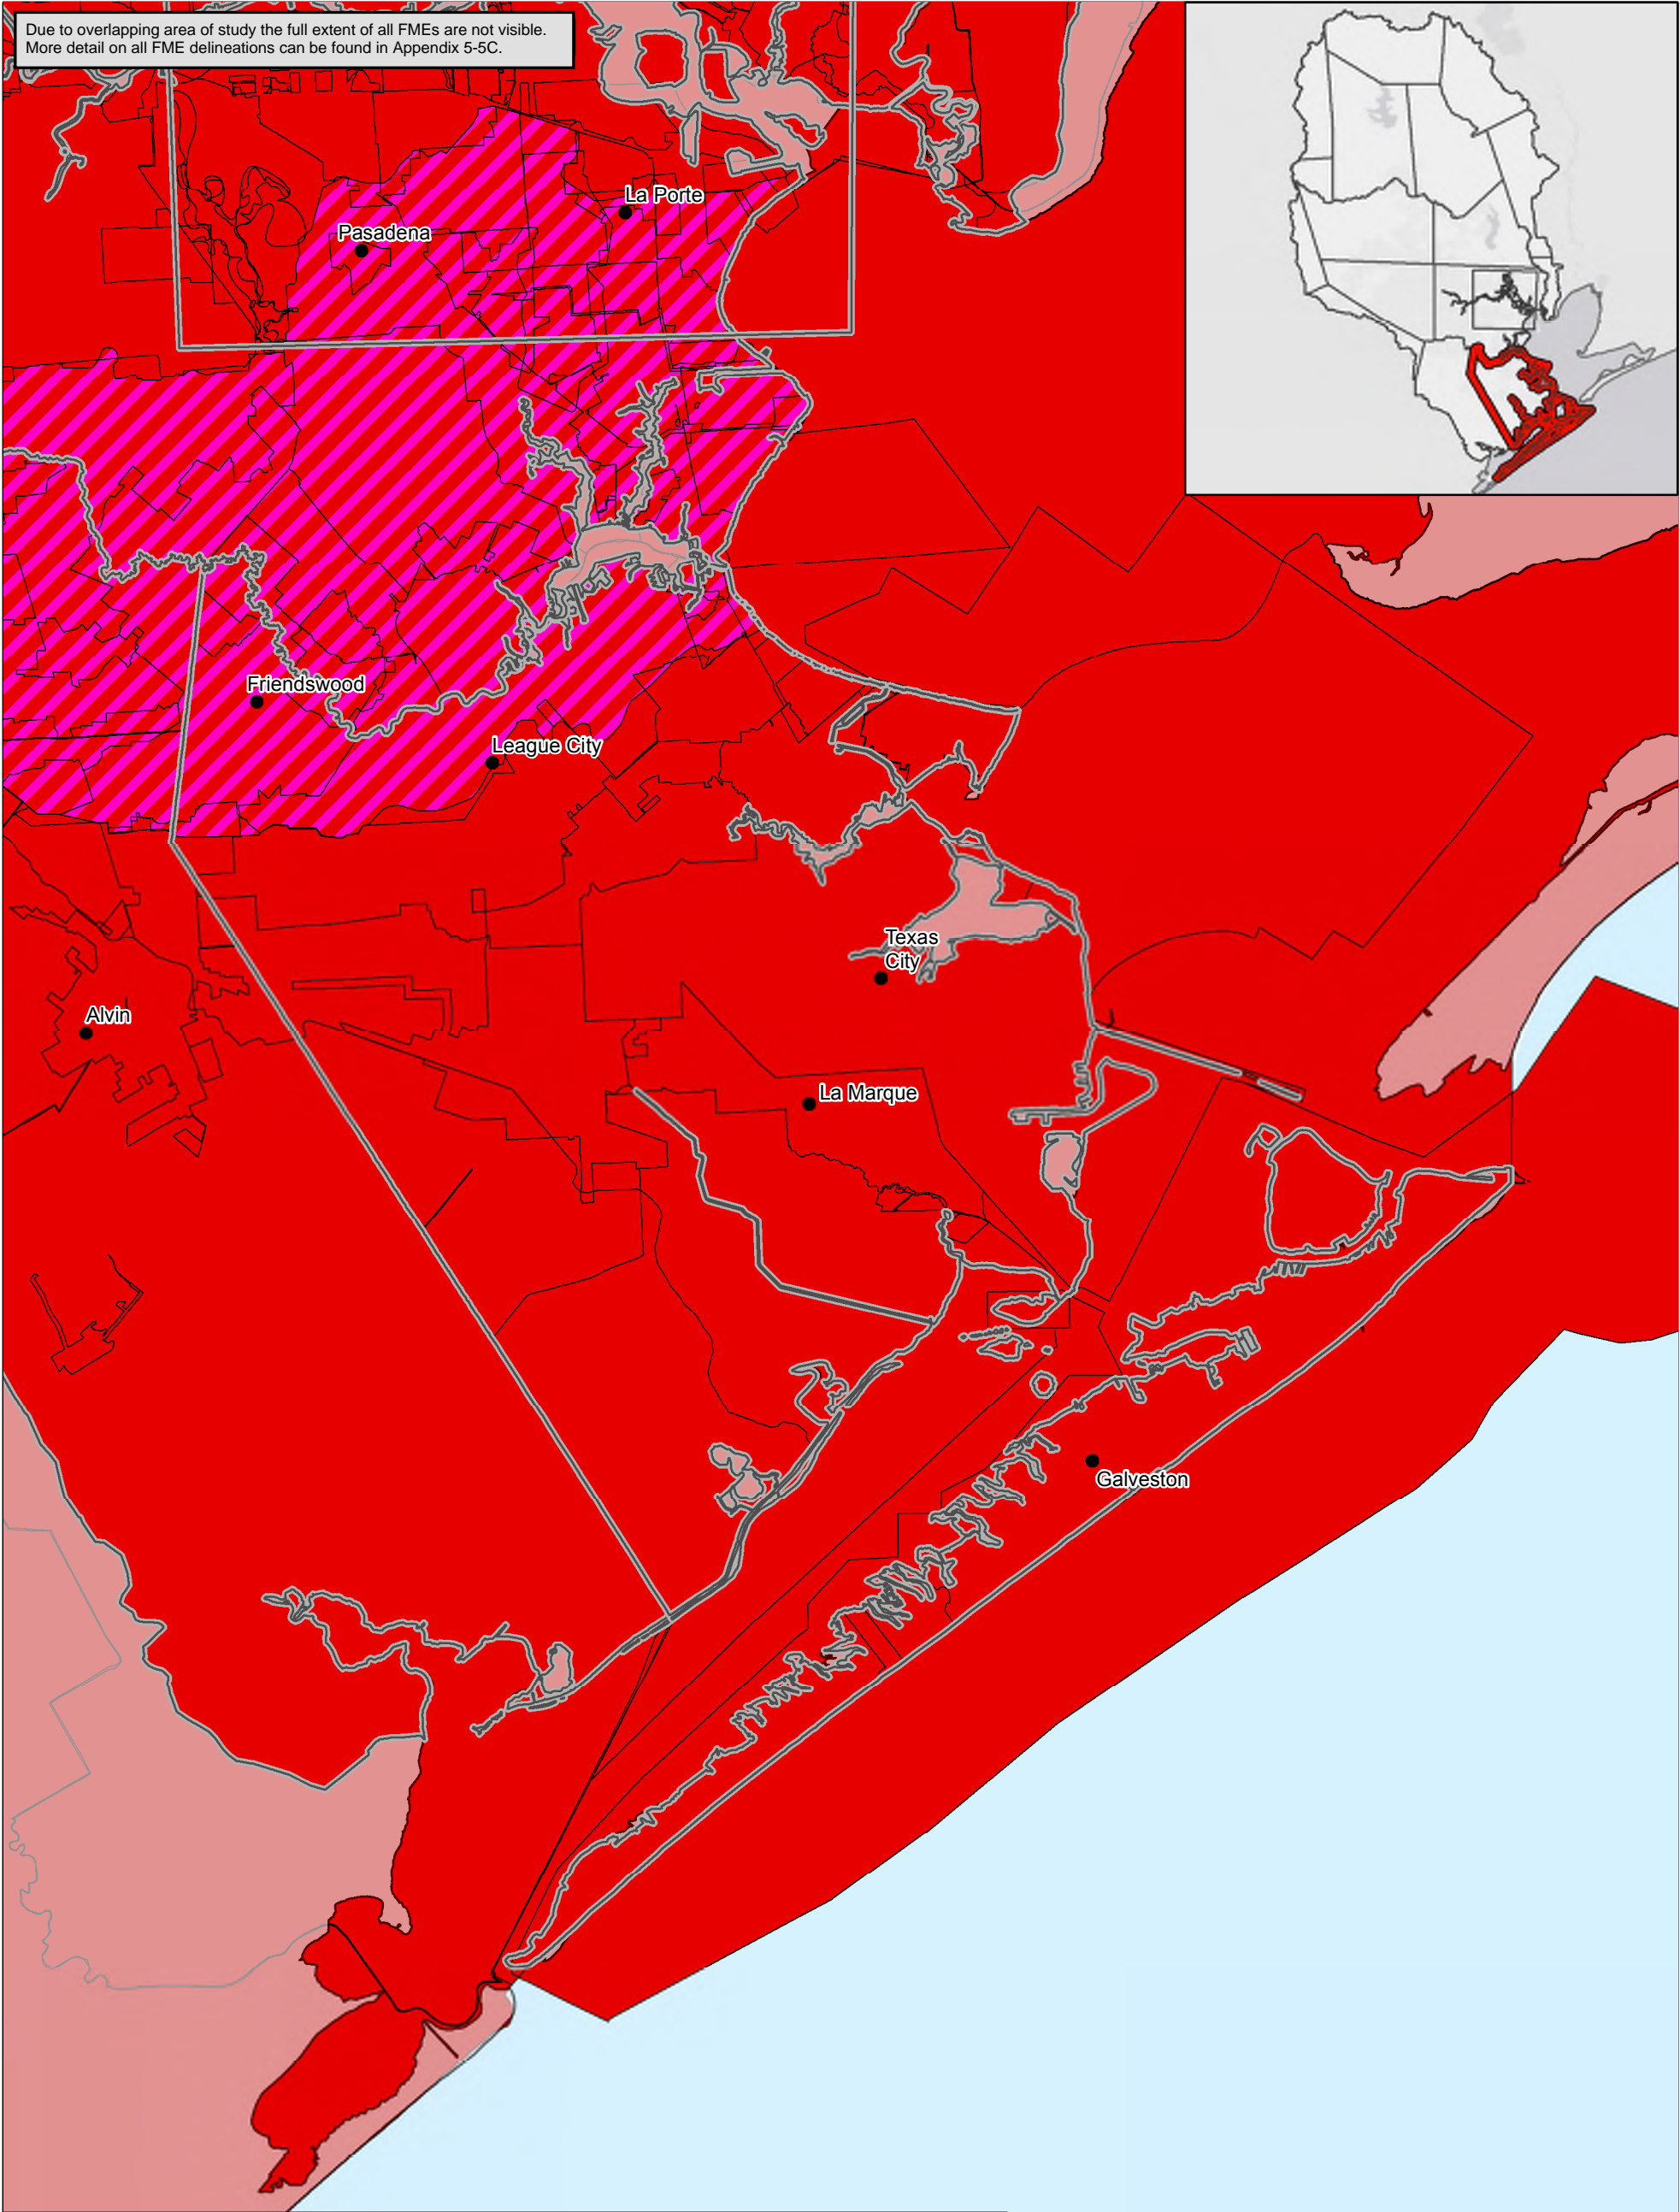 Due to overlapping area of study the full extent of all FMEs are not visible.
More detail on all FME delineations can be found in Appendix 5-5C.
La Porte
Pasadena
Friendswood
League City
Texas
City
Alvin
La Marque
Galveston